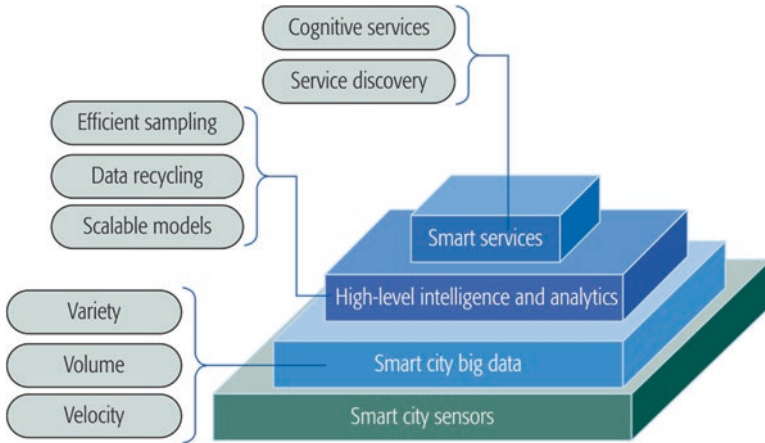 Cognitive services
Service discovery
Efficient sampling
Data recycling
Scalable models
Smart services
High-level intelligence and analytics
Variety
Volume
Velocity
Smart city big data
Smart city sensors